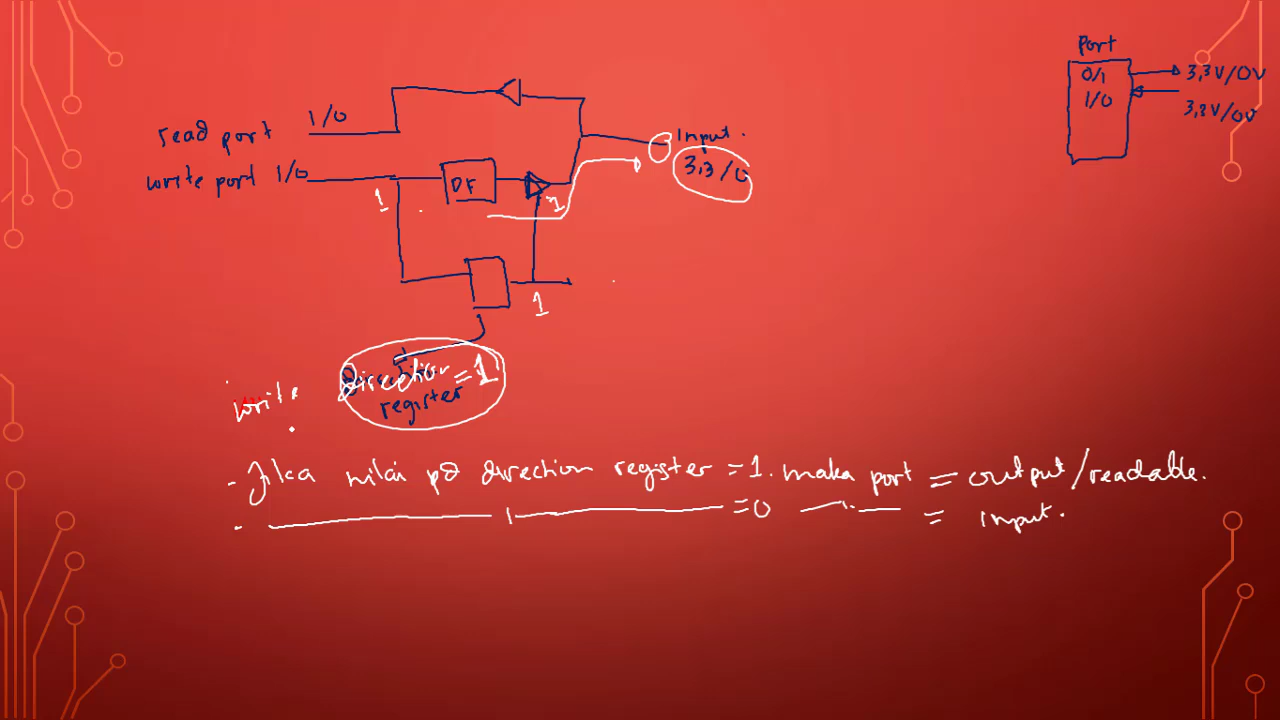 Port
0/1 3,3V/0V
1/0 3,3V/0V
read port 1/0
Input.
3,3/0
write port 1/0
DF
1
1
1
write direction = 1
register
- Jika nilai pd direction register = 1. maka port = output/readable.
- = 0 = input.